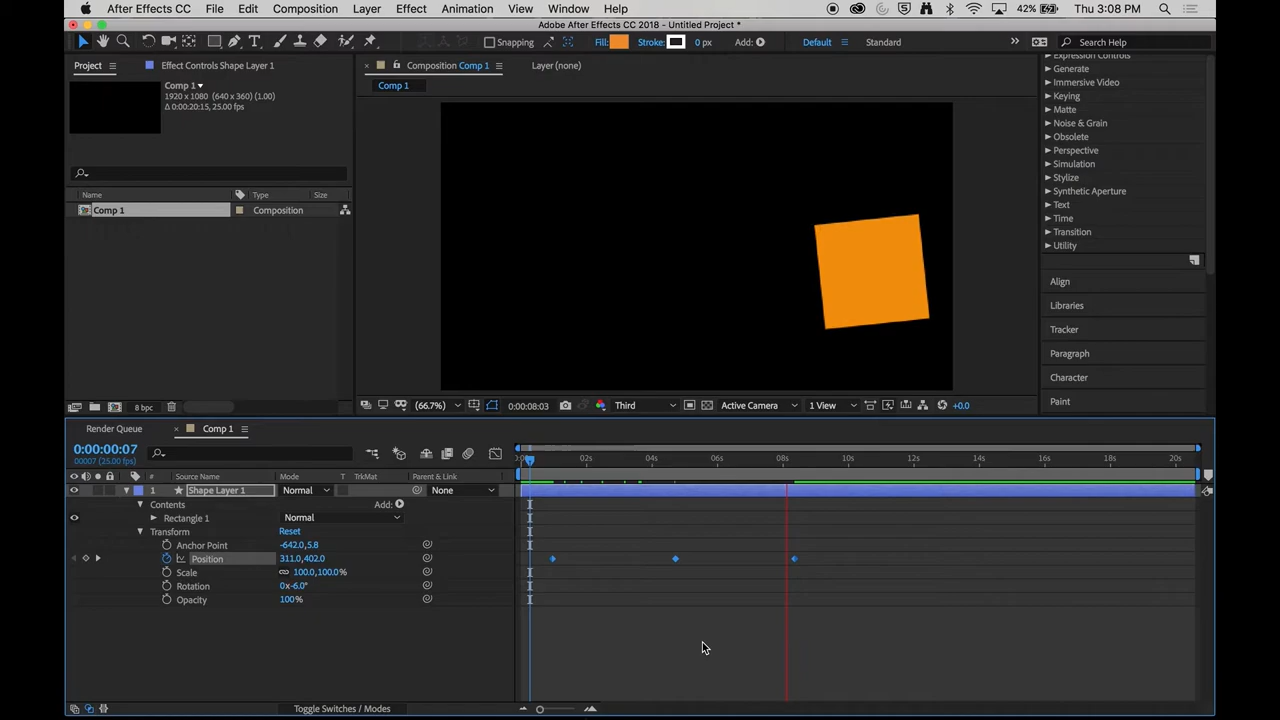 After Effects CC File Edit Composition Layer Effect Animation View Window Help 42% Thu 3:08 PM
Adobe After Effects CC 2018 - Untitled Project *
Snapping Fill: Stroke: 0 px Add: Default Standard Search Help
Project Effect Controls Shape Layer 1 Composition Comp 1 Layer (none)
Comp 1
1920 x 1080 (640 x 360) (1.00)
Δ 0:00:20:15, 25.00 fps
Comp 1
Expression Controls
Generate
Immersive Video
Keying
Matte
Noise & Grain
Obsolete
Perspective
Simulation
Stylize
Synthetic Aperture
Text
Time
Transition
Utility
Name Type Size
Comp 1 Composition
Align
Libraries
Tracker
Paragraph
Character
Paint
8 bpc (66.7%) 0:00:08:03 Third Active Camera 1 View +0.0
Render Queue Comp 1
0:00:00:07
00007 (25.00 fps)
02s 04s 06s 08s 10s 12s 14s 16s 18s 20s
# Source Name Mode T TrkMat Parent & Link
1 Shape Layer 1 Normal None
Contents Add:
Rectangle 1 Normal
Transform Reset
Anchor Point -642.0,5.8
Position 311.0,402.0
Scale 100.0,100.0%
Rotation 0x-6.0°
Opacity 100%
Toggle Switches / Modes